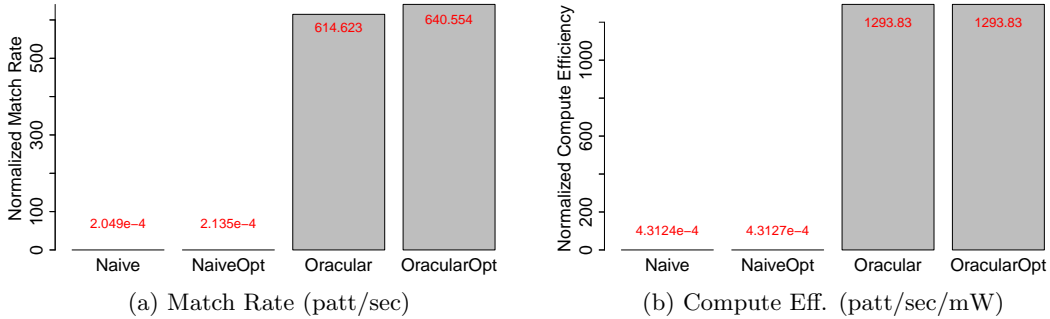 Normalized Match Rate
0 100 300 500
2.049e−4
2.135e−4
614.623
640.554
Naive NaiveOpt Oracular OracularOpt
(a) Match Rate (patt/sec)
Normalized Compute Efficiency
0 200 600 1000
4.3124e−4
4.3127e−4
1293.83
1293.83
Naive NaiveOpt Oracular OracularOpt
(b) Compute Eff. (patt/sec/mW)